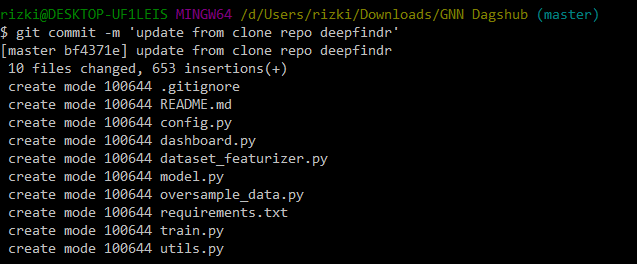 rizki@DESKTOP-UF1LEIS MINGW64 /d/Users/rizki/Downloads/GNN Dagshub (master)
$ git commit -m 'update from clone repo deepfindr'
[master bf4371e] update from clone repo deepfindr
 10 files changed, 653 insertions(+)
 create mode 100644 .gitignore
 create mode 100644 README.md
 create mode 100644 config.py
 create mode 100644 dashboard.py
 create mode 100644 dataset_featurizer.py
 create mode 100644 model.py
 create mode 100644 oversample_data.py
 create mode 100644 requirements.txt
 create mode 100644 train.py
 create mode 100644 utils.py